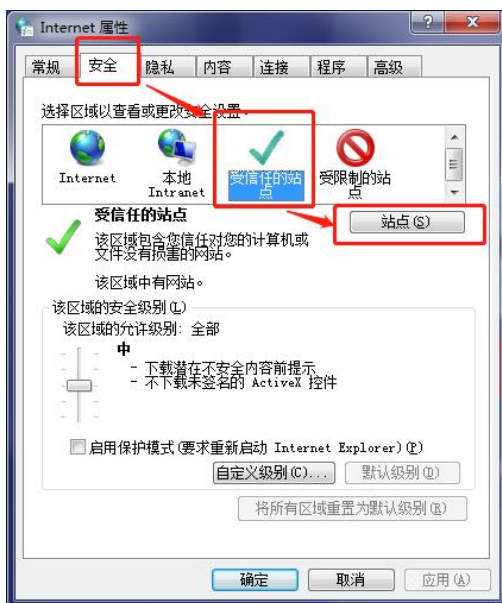 Internet 属性
常规 安全 隐私 内容 连接 程序 高级
选择区域以查看或更改安全设置。
Internet
本地
Intranet
受信任的站
点
受限制的站
点
受信任的站点
站点(S)
该区域包含您信任对您的计算机或
文件没有损害的网站。
该区域中有网站。
该区域的安全级别(L)
该区域的允许级别: 全部
中
- 下载潜在不安全内容前提示
- 不下载未签名的 ActiveX 控件
启用保护模式(要求重新启动 Internet Explorer)(P)
自定义级别(C)... 默认级别(D)
将所有区域重置为默认级别(R)
确定 取消 应用(A)